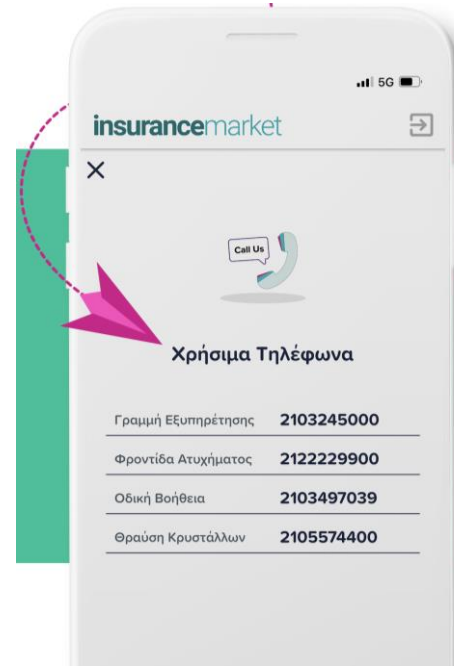 5G
insurancemarket
Call Us
Χρήσιμα Τηλέφωνα
Γραμμή Εξυπηρέτησης 2103245000
Φροντίδα Ατυχήματος 2122229900
Οδική Βοήθεια 2103497039
Θραύση Κρυστάλλων 2105574400